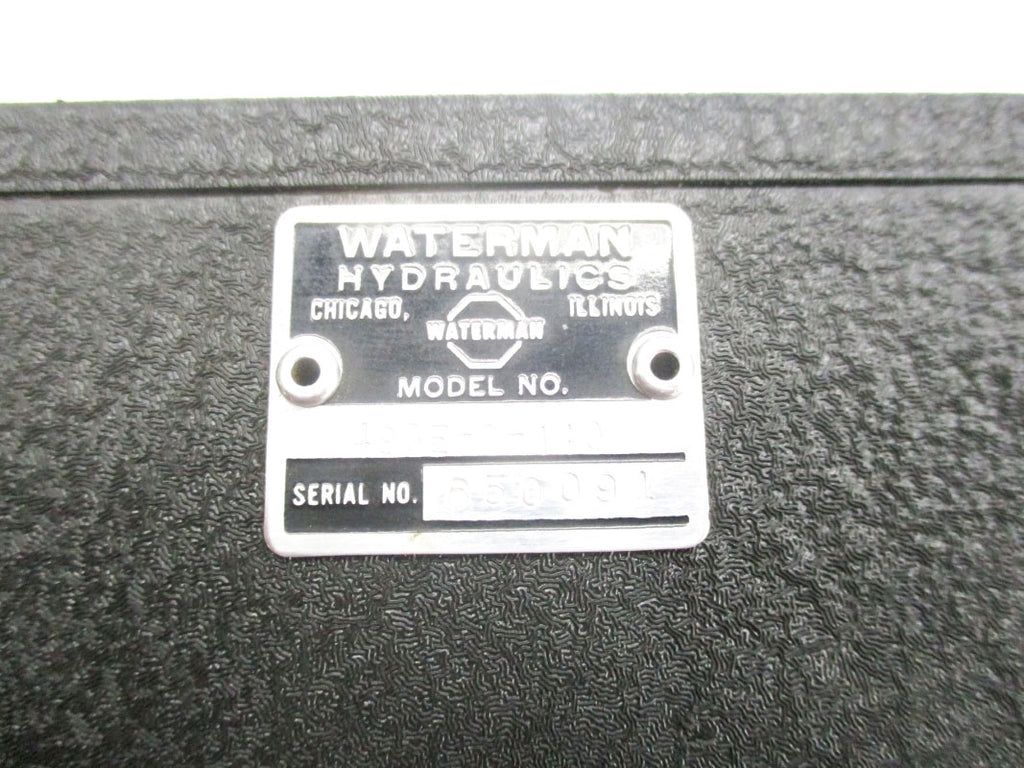 WATERMAN
HYDRAULICS
CHICAGO, ILLINOIS
WATERMAN
MODEL NO.
SERIAL NO.